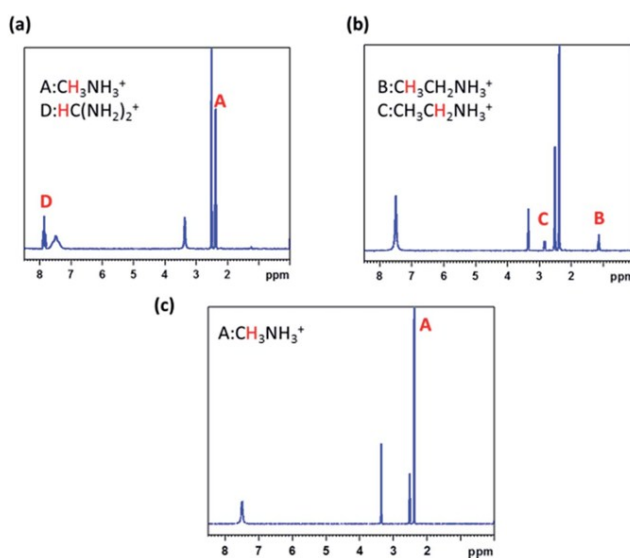 (a)
A:CH₃NH₃⁺
D:HC(NH₂)₂⁺
A
D
8 7 6 5 4 3 2 ppm
(b)
B:CH₃CH₂NH₃⁺
C:CH3CH₂NH₃⁺
C
B
8 7 6 5 4 3 2 ppm
(c)
A:CH₃NH₃⁺
A
8 7 6 5 4 3 2 ppm